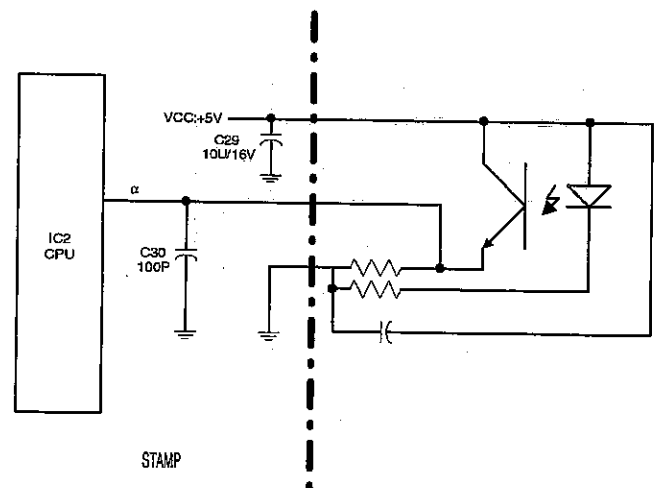 VCC:+5V
C29
10U/16V
α
IC2
CPU
C30
100P
STAMP